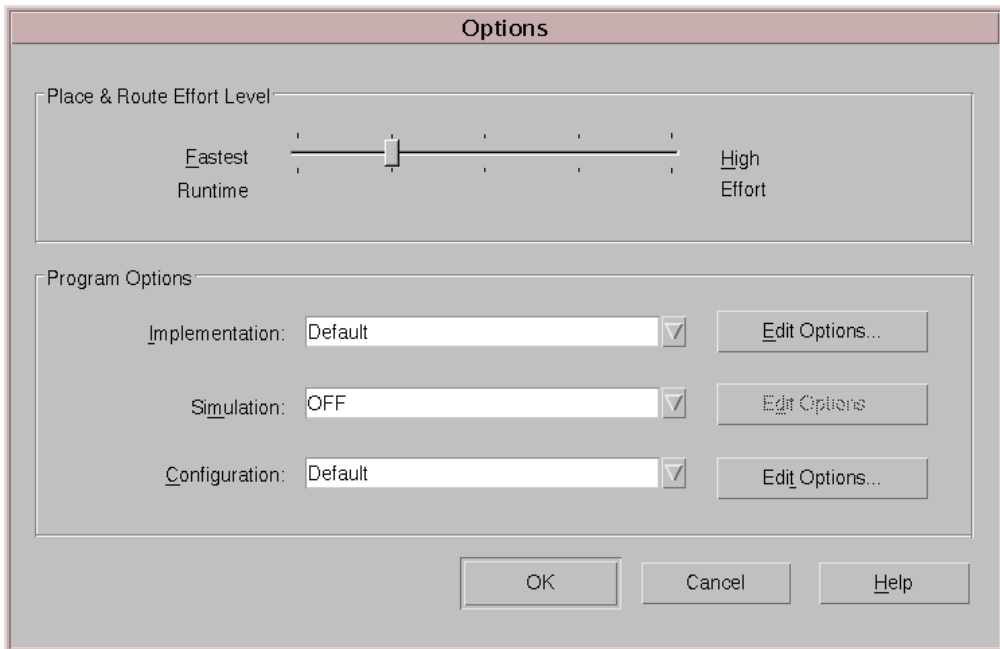 Options
Place & Route Effort Level
Fastest
Runtime
High
Effort
Program Options
Implementation: Default Edit Options...
Simulation: OFF Edit Options
Configuration: Default Edit Options...
OK Cancel Help